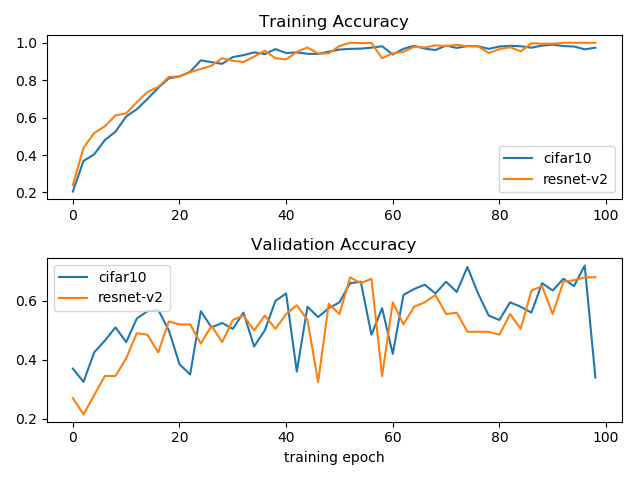 Training Accuracy
1.0
0.8
0.6
0.4
0.2
cifar10
resnet-v2
0 20 40 60 80 100
Validation Accuracy
cifar10
resnet-v2
0.6
0.4
0.2
0 20 40 60 80 100
training epoch